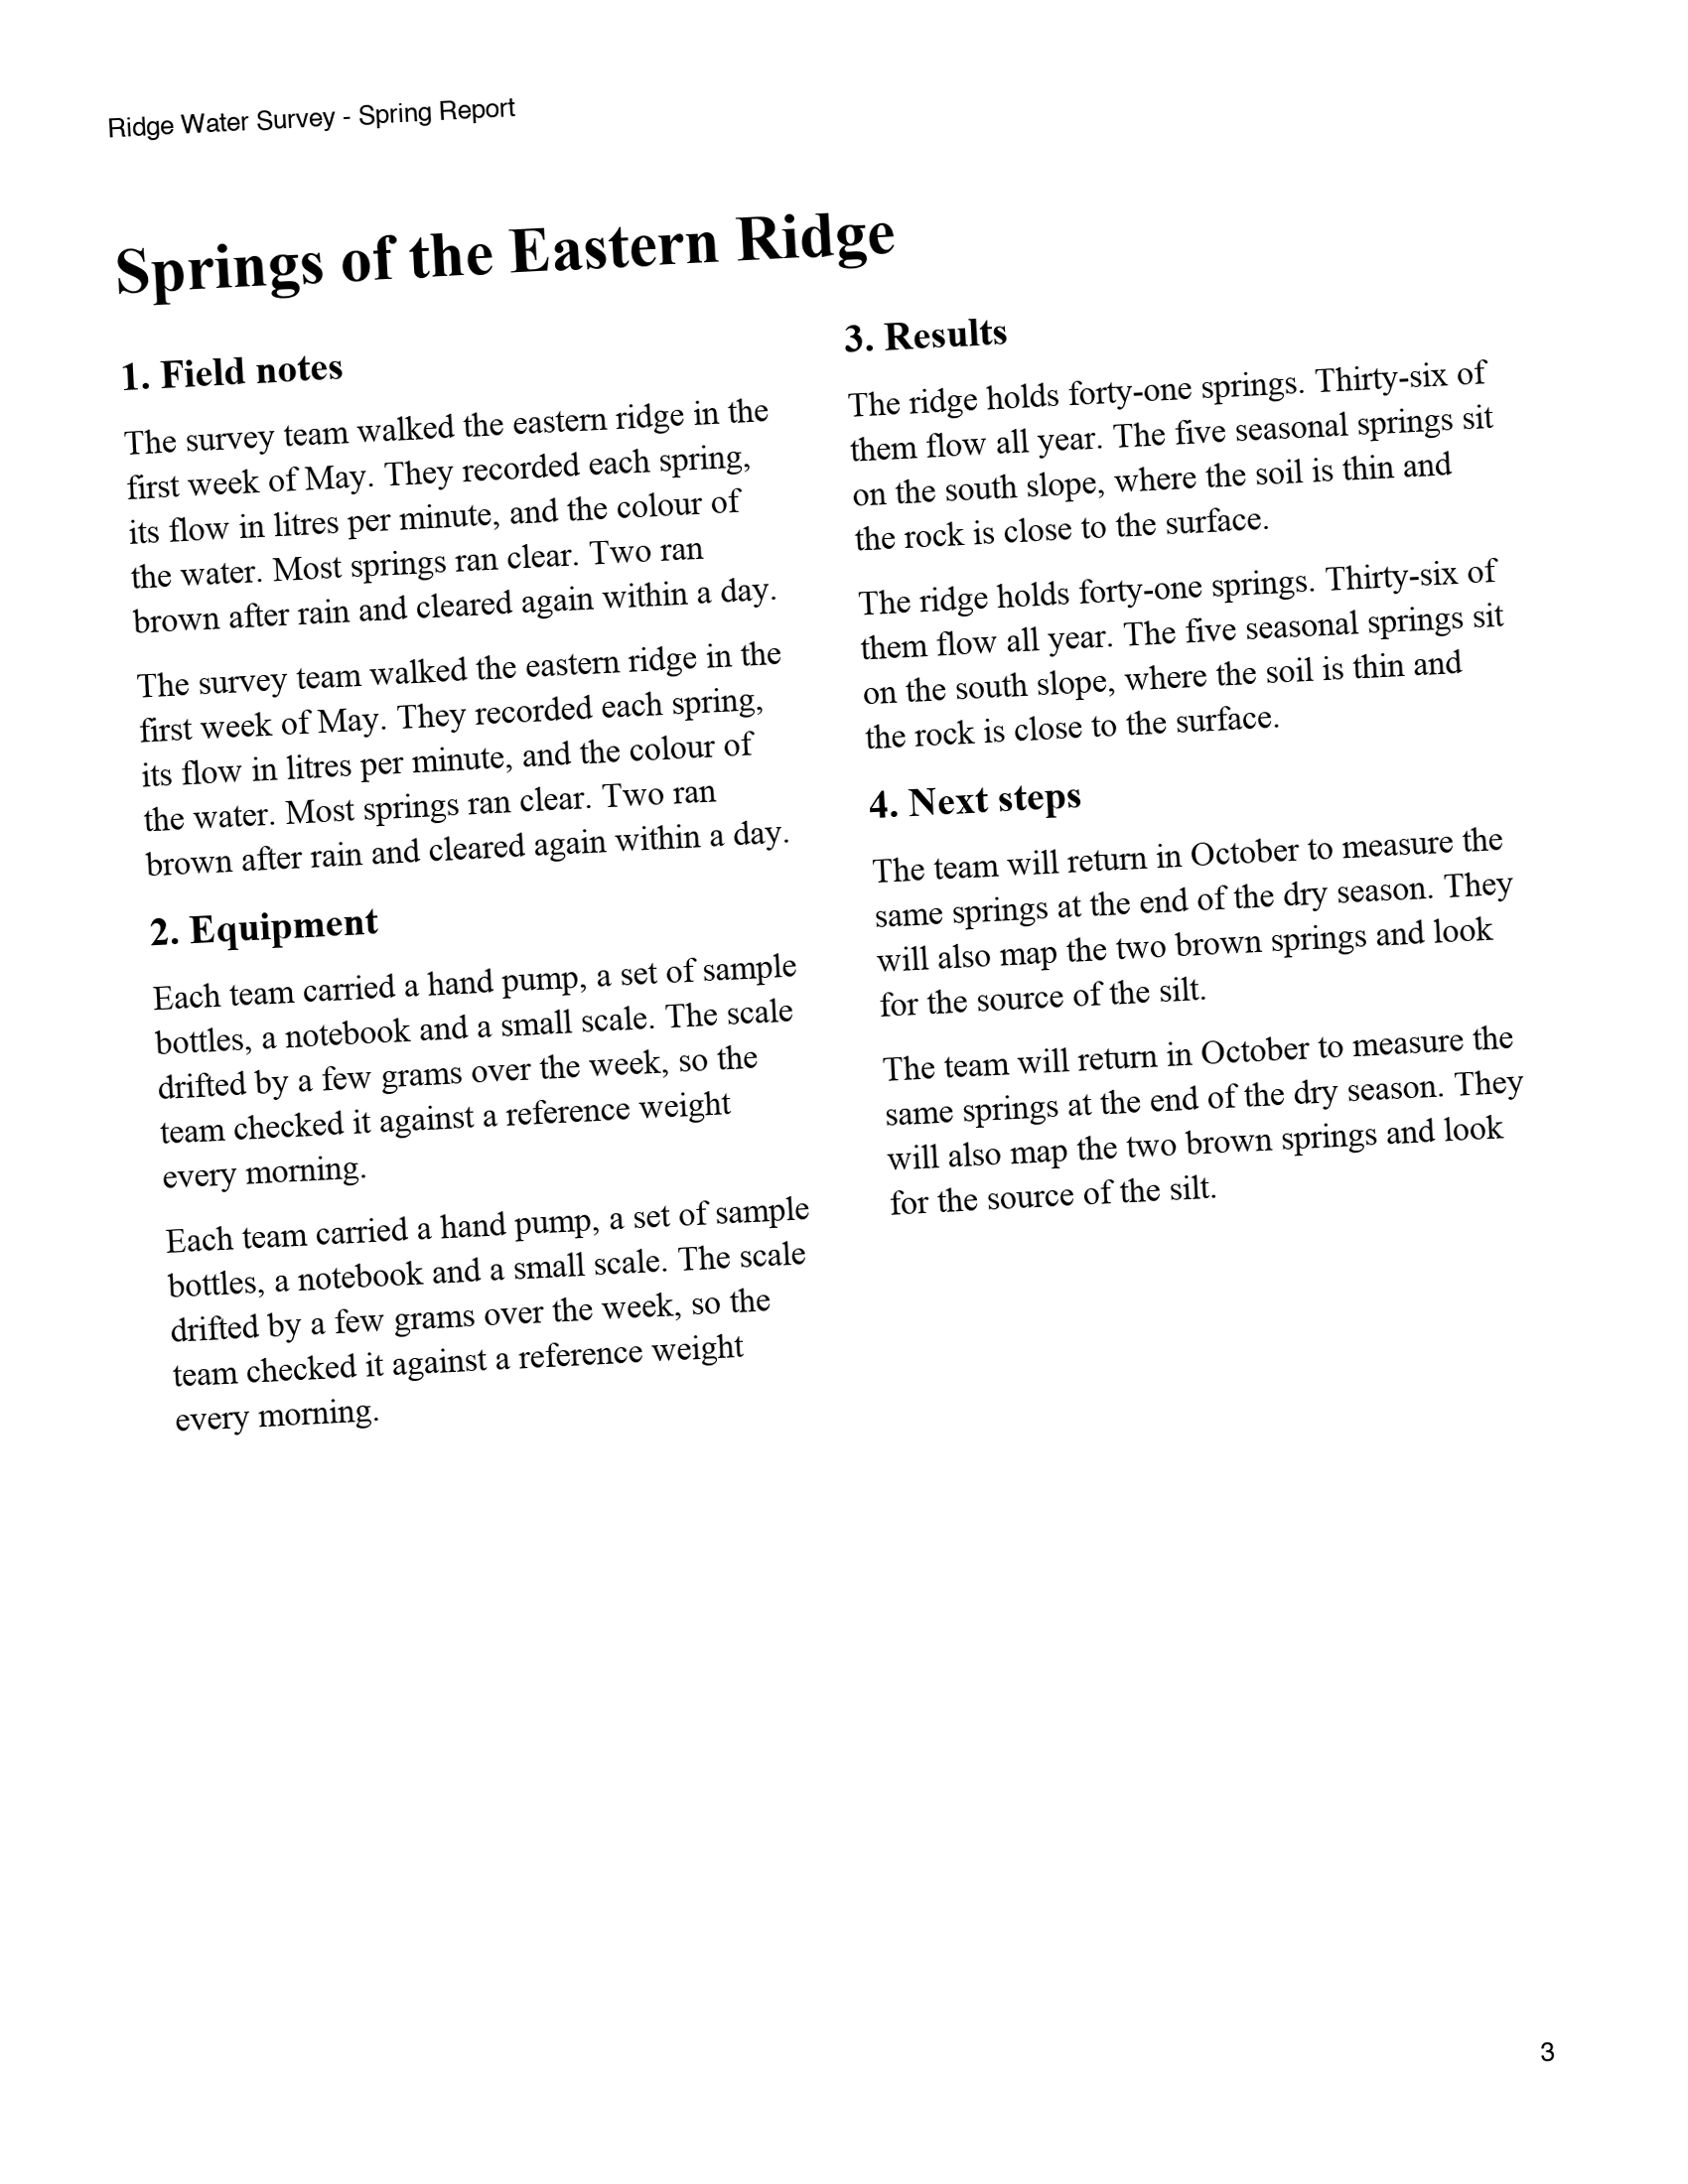 Ridge Water Survey - Spring Report
Springs of the Eastern Ridge
1. Field notes
The survey team walked the eastern ridge in the
first week of May. They recorded each spring,
its flow in litres per minute, and the colour of
the water. Most springs ran clear. Two ran
brown after rain and cleared again within a day.
The survey team walked the eastern ridge in the
first week of May. They recorded each spring,
its flow in litres per minute, and the colour of
the water. Most springs ran clear. Two ran
brown after rain and cleared again within a day.
2. Equipment
Each team carried a hand pump, a set of sample
bottles, a notebook and a small scale. The scale
drifted by a few grams over the week, so the
team checked it against a reference weight
every morning.
Each team carried a hand pump, a set of sample
bottles, a notebook and a small scale. The scale
drifted by a few grams over the week, so the
team checked it against a reference weight
every morning.
3. Results
The ridge holds forty-one springs. Thirty-six of
them flow all year. The five seasonal springs sit
on the south slope, where the soil is thin and
the rock is close to the surface.
The ridge holds forty-one springs. Thirty-six of
them flow all year. The five seasonal springs sit
on the south slope, where the soil is thin and
the rock is close to the surface.
4. Next steps
The team will return in October to measure the
same springs at the end of the dry season. They
will also map the two brown springs and look
for the source of the silt.
The team will return in October to measure the
same springs at the end of the dry season. They
will also map the two brown springs and look
for the source of the silt.
3